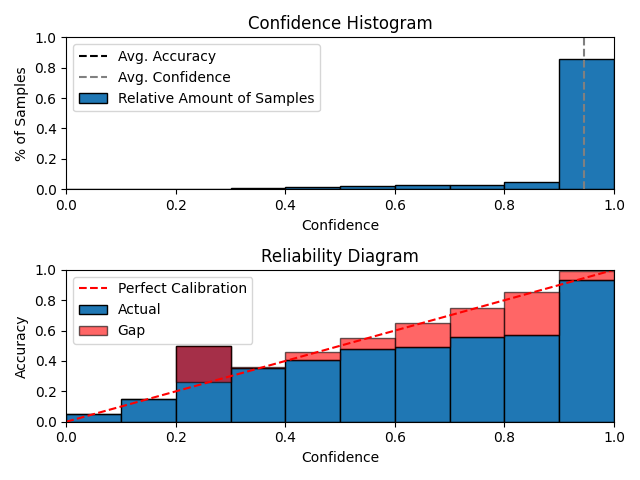 Confidence Histogram
1.0
0.8
0.6
0.4
0.2
0.0
% of Samples
Avg. Accuracy
Avg. Confidence
Relative Amount of Samples
0.0 0.2 0.4 0.6 0.8 1.0
Confidence
Reliability Diagram
1.0
0.8
0.6
0.4
0.2
0.0
Accuracy
Perfect Calibration
Actual
Gap
0.0 0.2 0.4 0.6 0.8 1.0
Confidence